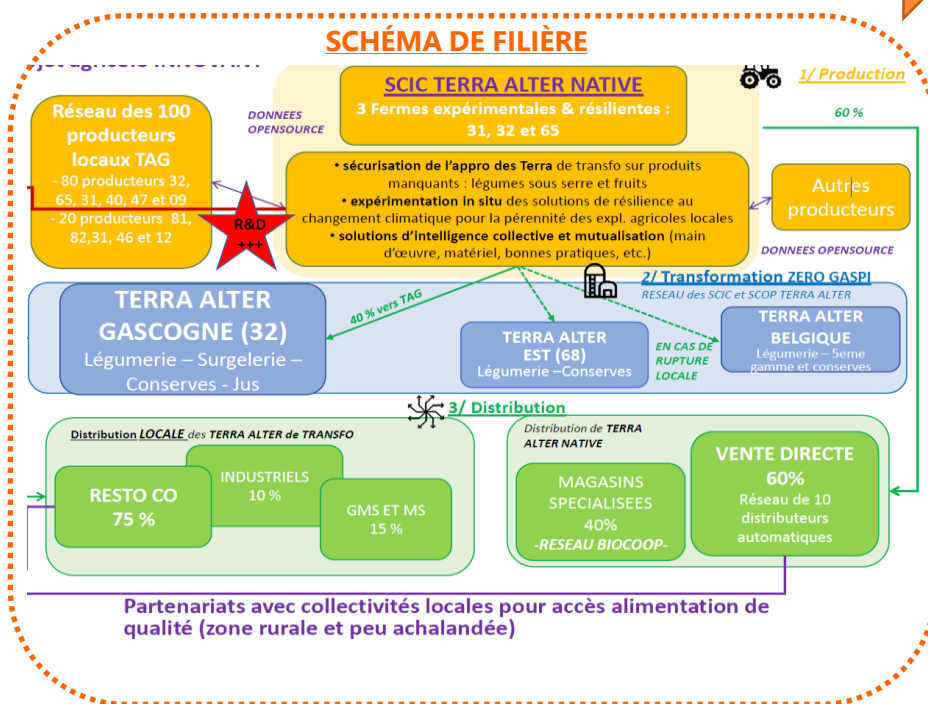 SCHÉMA DE FILIÈRE
1/ Production
SCIC TERRA ALTER NATIVE
3 Fermes expérimentales & résilientes :
31, 32 et 65
60 %
Réseau des 100
producteurs
locaux TAG
- 80 producteurs 32,
65, 31, 40, 47 et 09
- 20 producteurs 81,
82,31, 46 et 12
DONNEES
OPENSOURCE
R&D
+++
• sécurisation de l'appro des Terra de transfo sur produits
manquants : légumes sous serre et fruits
• expérimentation in situ des solutions de résilience au
changement climatique pour la pérennité des expl. agricoles locales
• solutions d'intelligence collective et mutualisation (main
d'œuvre, matériel, bonnes pratiques, etc.)
Autres
producteurs
DONNEES OPENSOURCE
2/ Transformation ZERO GASPI
RESEAU des SCIC et SCOP TERRA ALTER
TERRA ALTER
GASCOGNE (32)
Légumerie – Surgelerie –
Conserves - Jus
40 % vers TAG
TERRA ALTER
EST (68)
Légumerie –Conserves
EN CAS DE
RUPTURE
LOCALE
TERRA ALTER
BELGIQUE
Légumerie – 5eme
gamme et conserves
3/ Distribution
Distribution LOCALE des TERRA ALTER de TRANSFO
RESTO CO
75 %
INDUSTRIELS
10 %
GMS ET MS
15 %
Distribution de TERRA
ALTER NATIVE
MAGASINS
SPECIALISEES
40%
-RESEAU BIOCOOP-
VENTE DIRECTE
60%
Réseau de 10
distributeurs
automatiques
Partenariats avec collectivités locales pour accès alimentation de
qualité (zone rurale et peu achalandée)